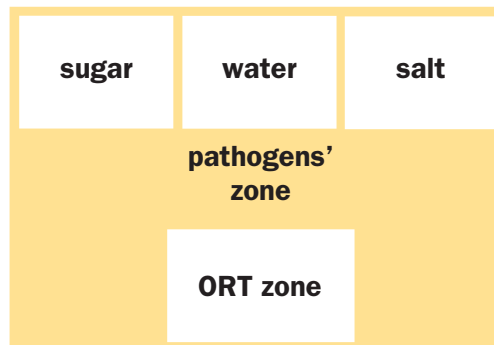 sugar
water
salt
pathogens’
zone
ORT zone